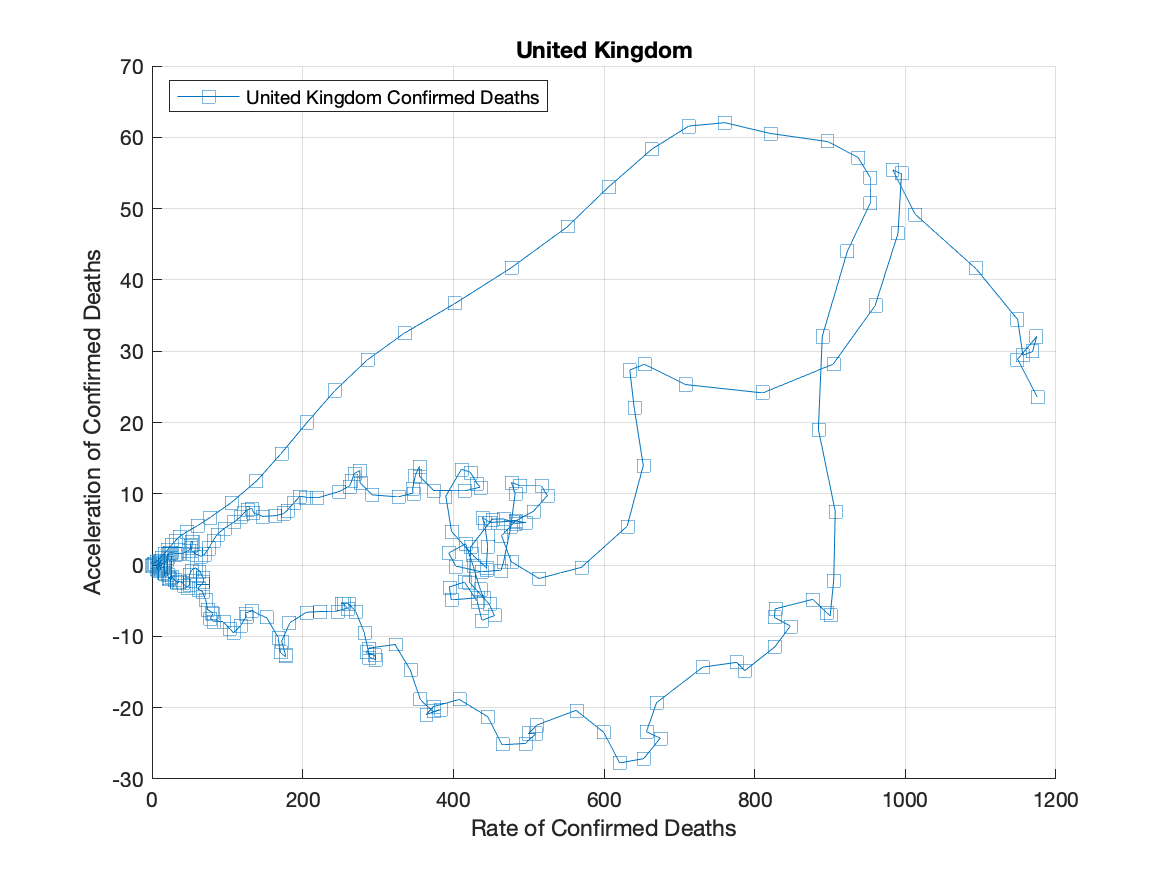 United Kingdom
70
United Kingdom Confirmed Deaths
60
50
40
30
20
10
0
-10
-20
-30
Acceleration of Confirmed Deaths
0 200 400 600 800 1000 1200
Rate of Confirmed Deaths